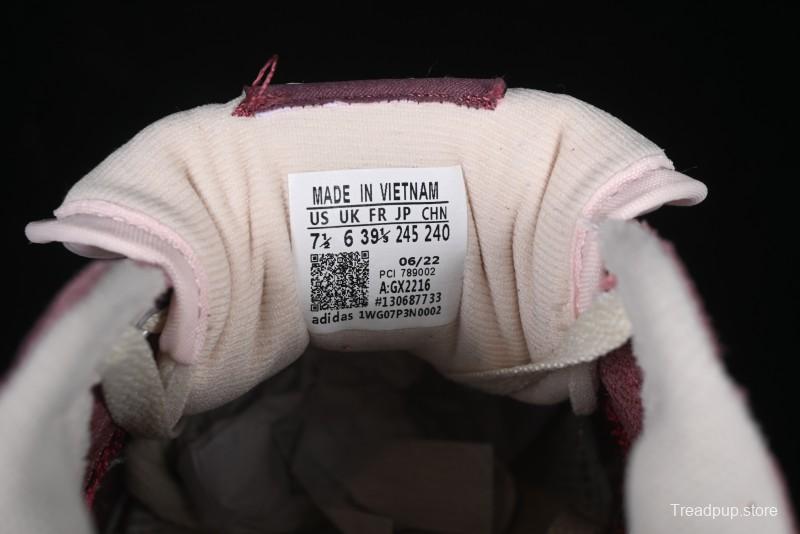 MADE IN VIETNAM
US UK FR JP CHN
7½ 6 39⅓ 245 240
06/22
PCI 789002
A:GX2216
#130687733
adidas 1WG07P3N0002
Treadpup.store